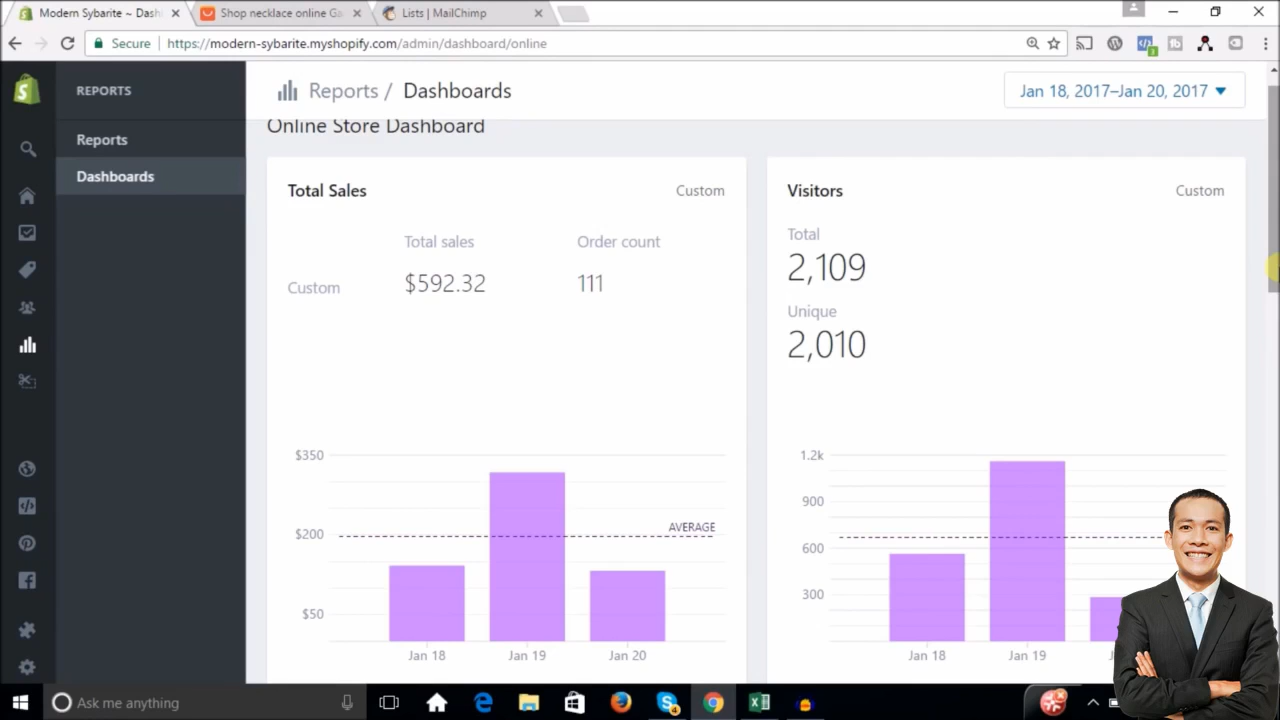 Modern Sybarite ~ Dash
Shop necklace online Ga
Lists | MailChimp
Secure
https://modern-sybarite.myshopify.com/admin/dashboard/online
REPORTS
Reports / Dashboards
Jan 18, 2017–Jan 20, 2017
Reports
Dashboards
Online Store Dashboard
Total Sales
Custom
Total sales
Order count
Custom
$592.32
111
$350
$200
$50
AVERAGE
Jan 18
Jan 19
Jan 20
Visitors
Custom
Total
2,109
Unique
2,010
1.2k
900
600
300
Jan 18
Jan 19
Ask me anything